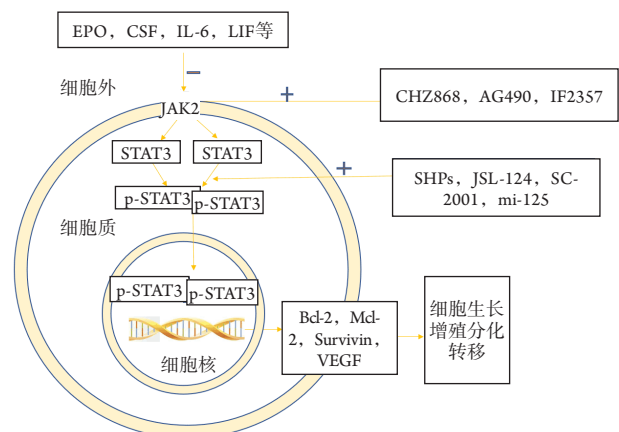 EPO，CSF，IL-6，LIF等
−
细胞外
+
JAK2
CHZ868，AG490，IF2357
STAT3
STAT3
+
SHPs，JSL-124，SC-
2001，mi-125
p-STAT3
p-STAT3
细胞质
p-STAT3
p-STAT3
Bcl-2，Mcl-
2，Survivin，
VEGF
细胞生长
增殖分化
转移
细胞核